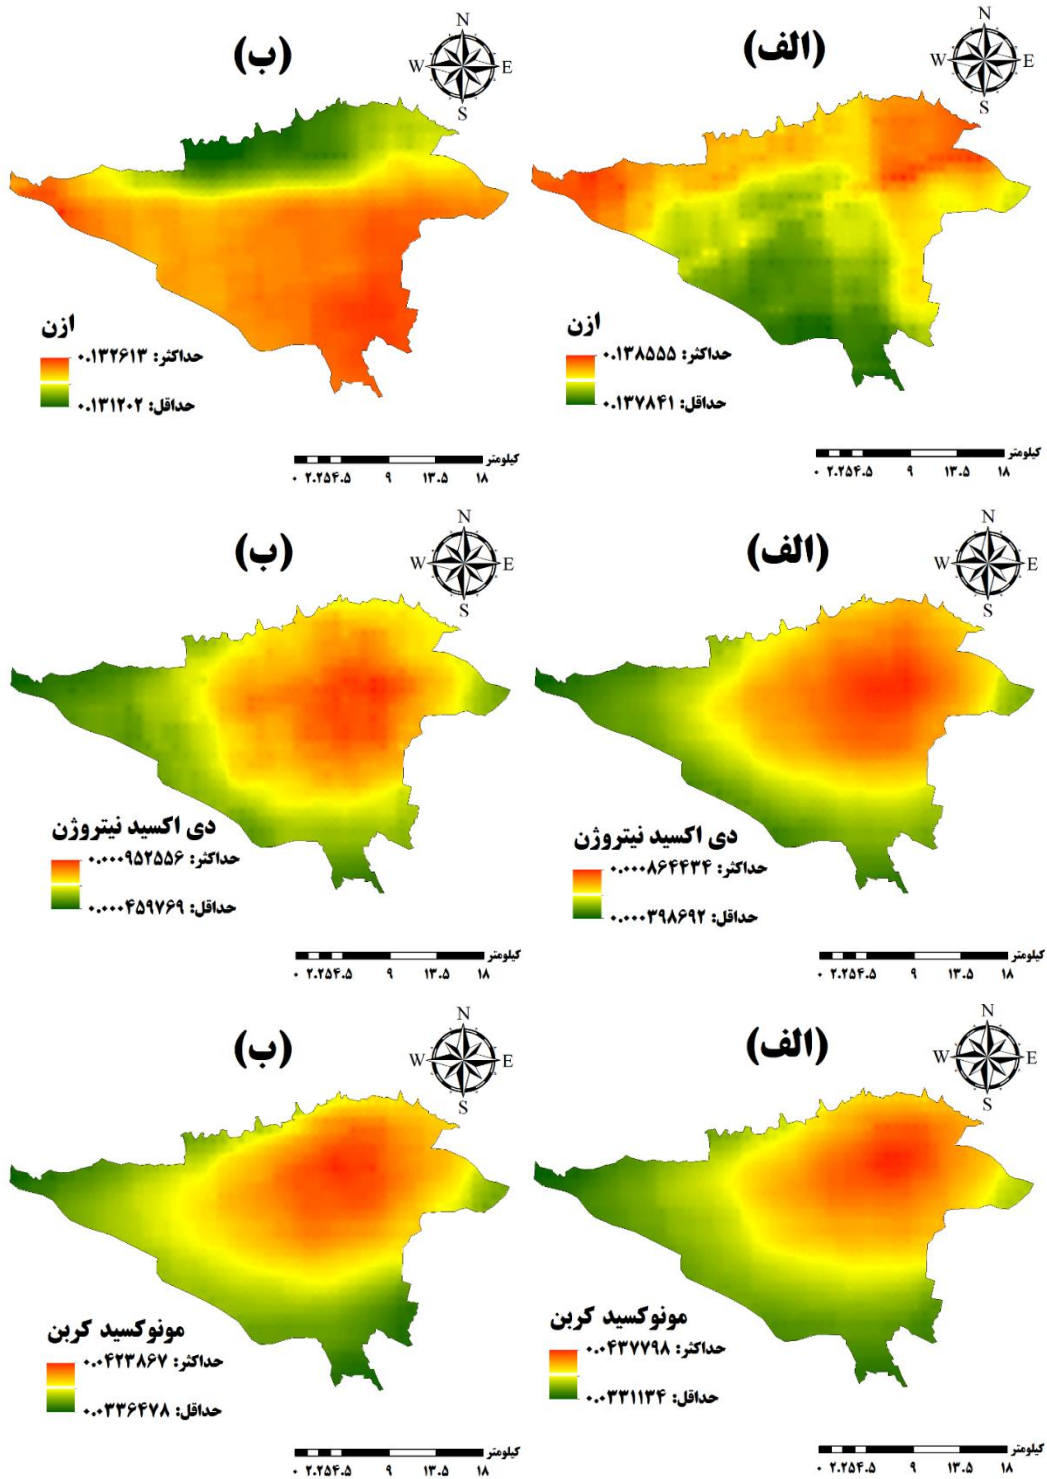 (الف)
N
W E
S
ازن
حداکثر: ۰.۱۳۸۵۵۵
حداقل: ۰.۱۳۷۸۴۱
کیلومتر
۰ ۲.۲۵۴.۵ ۹ ۱۳.۵ ۱۸
(ب)
N
W E
S
ازن
حداکثر: ۰.۱۳۲۶۱۳
حداقل: ۰.۱۳۱۲۰۲
کیلومتر
۰ ۲.۲۵۴.۵ ۹ ۱۳.۵ ۱۸
(الف)
N
W E
S
دی اکسید نیتروژن
حداکثر: ۰.۰۰۰۸۶۴۴۳۴
حداقل: ۰.۰۰۰۳۹۸۶۹۲
کیلومتر
۰ ۲.۲۵۴.۵ ۹ ۱۳.۵ ۱۸
(ب)
N
W E
S
دی اکسید نیتروژن
حداکثر: ۰.۰۰۰۹۵۲۵۵۶
حداقل: ۰.۰۰۰۴۵۹۷۶۹
کیلومتر
۰ ۲.۲۵۴.۵ ۹ ۱۳.۵ ۱۸
(الف)
N
W E
S
مونوکسید کربن
حداکثر: ۰.۰۴۳۷۷۹۸
حداقل: ۰.۰۳۳۱۱۳۴
کیلومتر
۰ ۲.۲۵۴.۵ ۹ ۱۳.۵ ۱۸
(ب)
N
W E
S
مونوکسید کربن
حداکثر: ۰.۰۴۲۳۸۶۷
حداقل: ۰.۰۳۳۶۴۷۸
کیلومتر
۰ ۲.۲۵۴.۵ ۹ ۱۳.۵ ۱۸